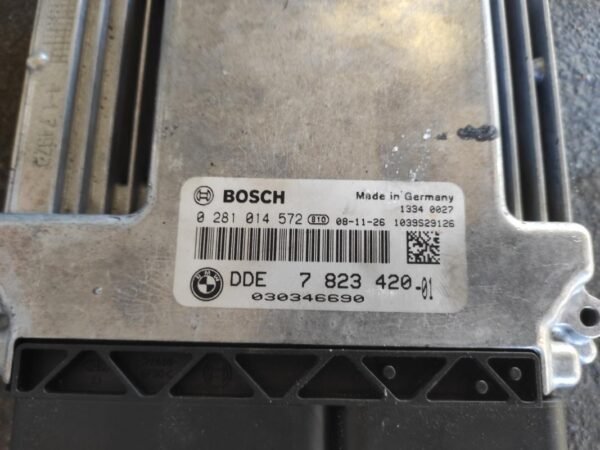 BOSCH Made in Germany
1334 0027
0 281 014 572 810 08-11-26 1039S29126
BMW DDE 7 823 420-01
030346690